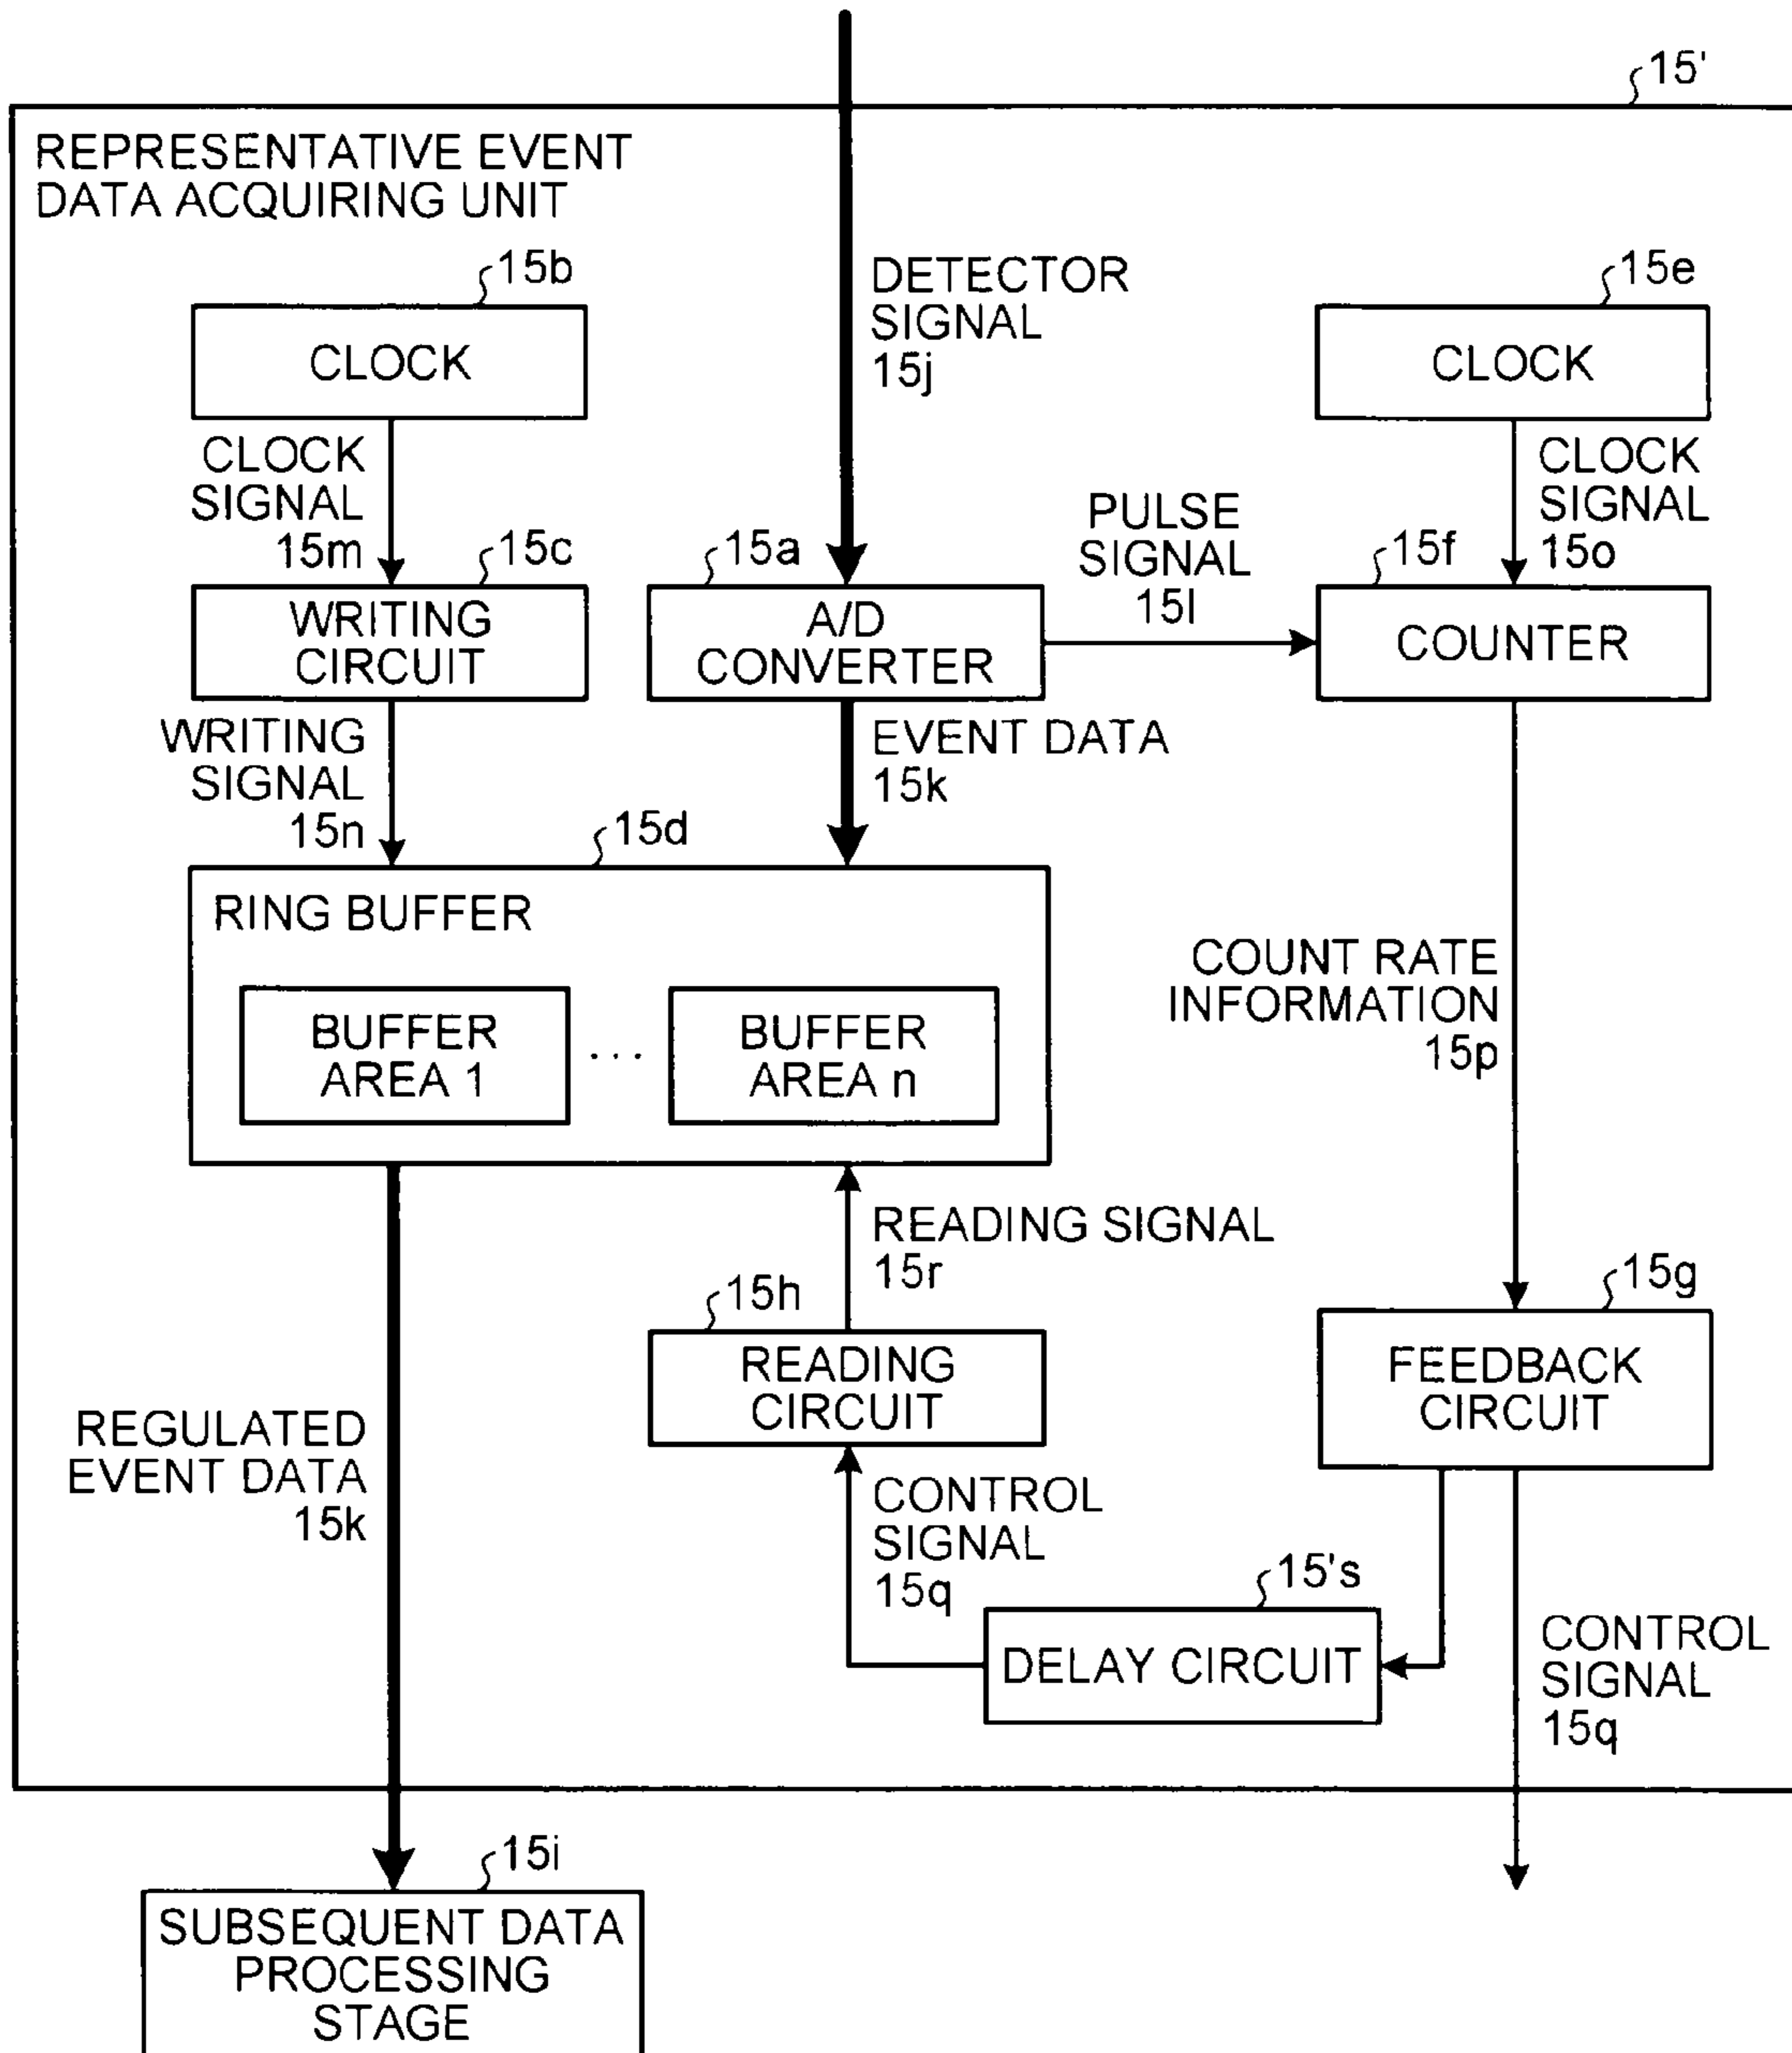 15'
REPRESENTATIVE EVENT
DATA ACQUIRING UNIT
15b
CLOCK
DETECTOR
SIGNAL
15j
15e
CLOCK
CLOCK
SIGNAL
15m
CLOCK
SIGNAL
15o
PULSE
SIGNAL
15l
15c
WRITING
CIRCUIT
15a
A/D
CONVERTER
15f
COUNTER
WRITING
SIGNAL
15n
EVENT DATA
15k
15d
RING BUFFER
BUFFER
AREA 1
...
BUFFER
AREA n
COUNT RATE
INFORMATION
15p
READING SIGNAL
15r
15h
READING
CIRCUIT
15g
FEEDBACK
CIRCUIT
REGULATED
EVENT DATA
15k
CONTROL
SIGNAL
15q
15's
DELAY CIRCUIT
CONTROL
SIGNAL
15q
15i
SUBSEQUENT DATA
PROCESSING
STAGE